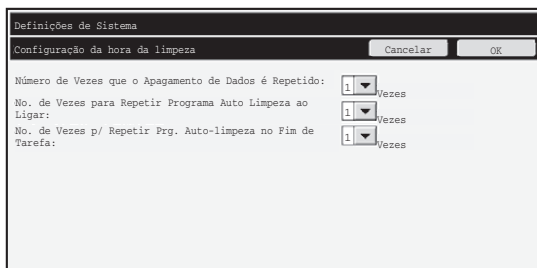 Definições de Sistema
Configuração da hora da limpeza
Cancelar
OK
Número de Vezes que o Apagamento de Dados é Repetido:
1
Vezes
No. de Vezes para Repetir Programa Auto Limpeza ao
Ligar:
1
Vezes
No. de Vezes p/ Repetir Prg. Auto-limpeza no Fim de
Tarefa:
1
Vezes